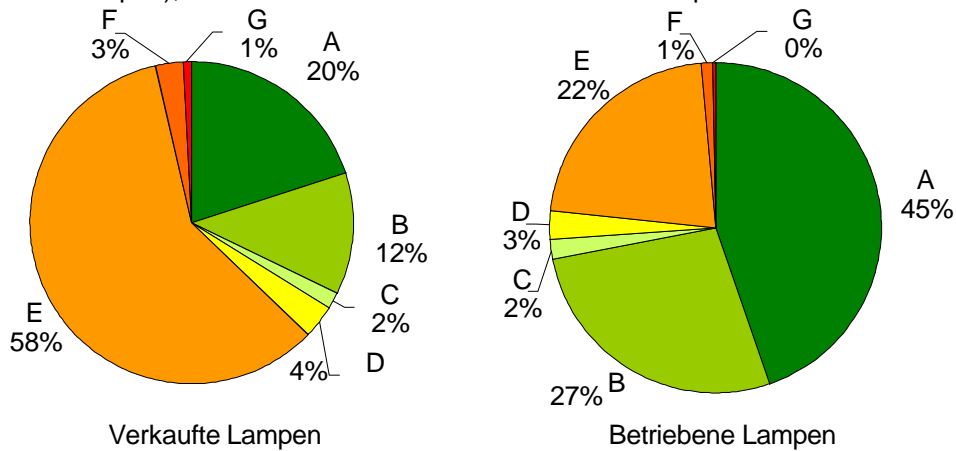 F
3%
G
1%
A
20%
B
12%
C
2%
D
4%
E
58%
Verkaufte Lampen
F
1%
G
0%
E
22%
A
45%
D
3%
C
2%
27% B
Betriebene Lampen